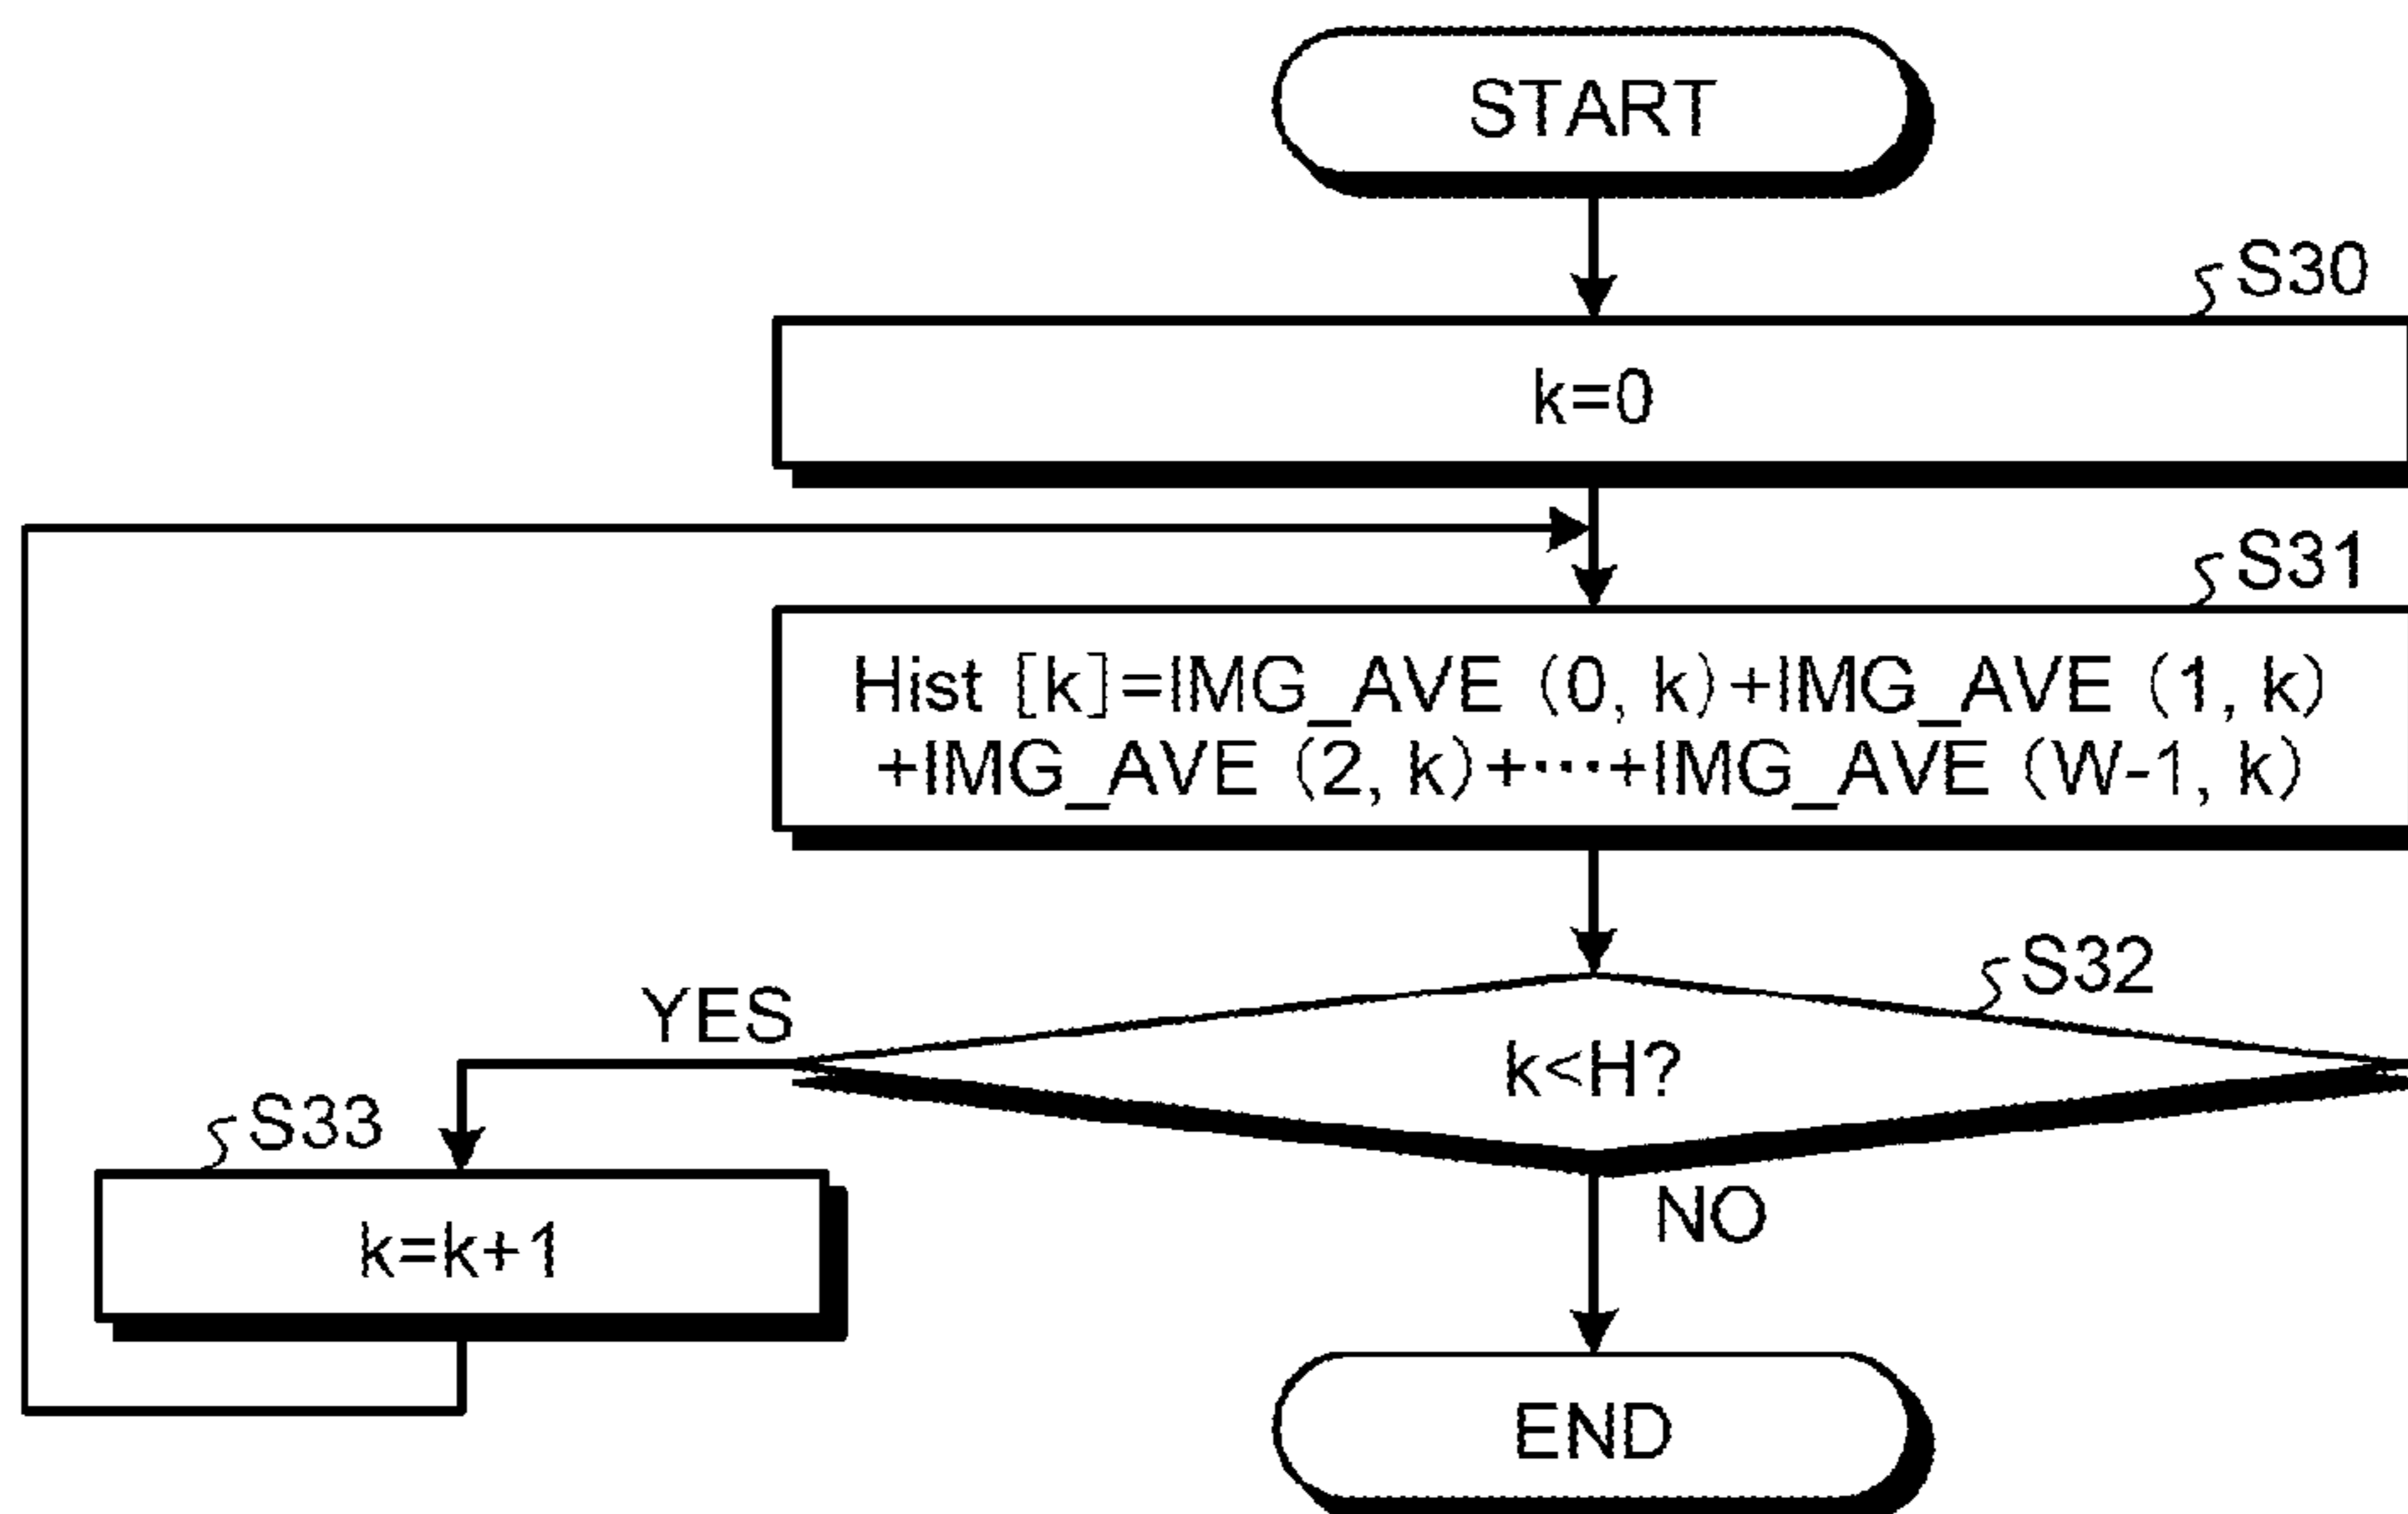 START
S30
k=0
S31
Hist [k]=IMG_AVE (0, k)+IMG_AVE (1, k)
+IMG_AVE (2, k)+⋯+IMG_AVE (W-1, k)
S32
YES
k<H?
S33
NO
k=k+1
END